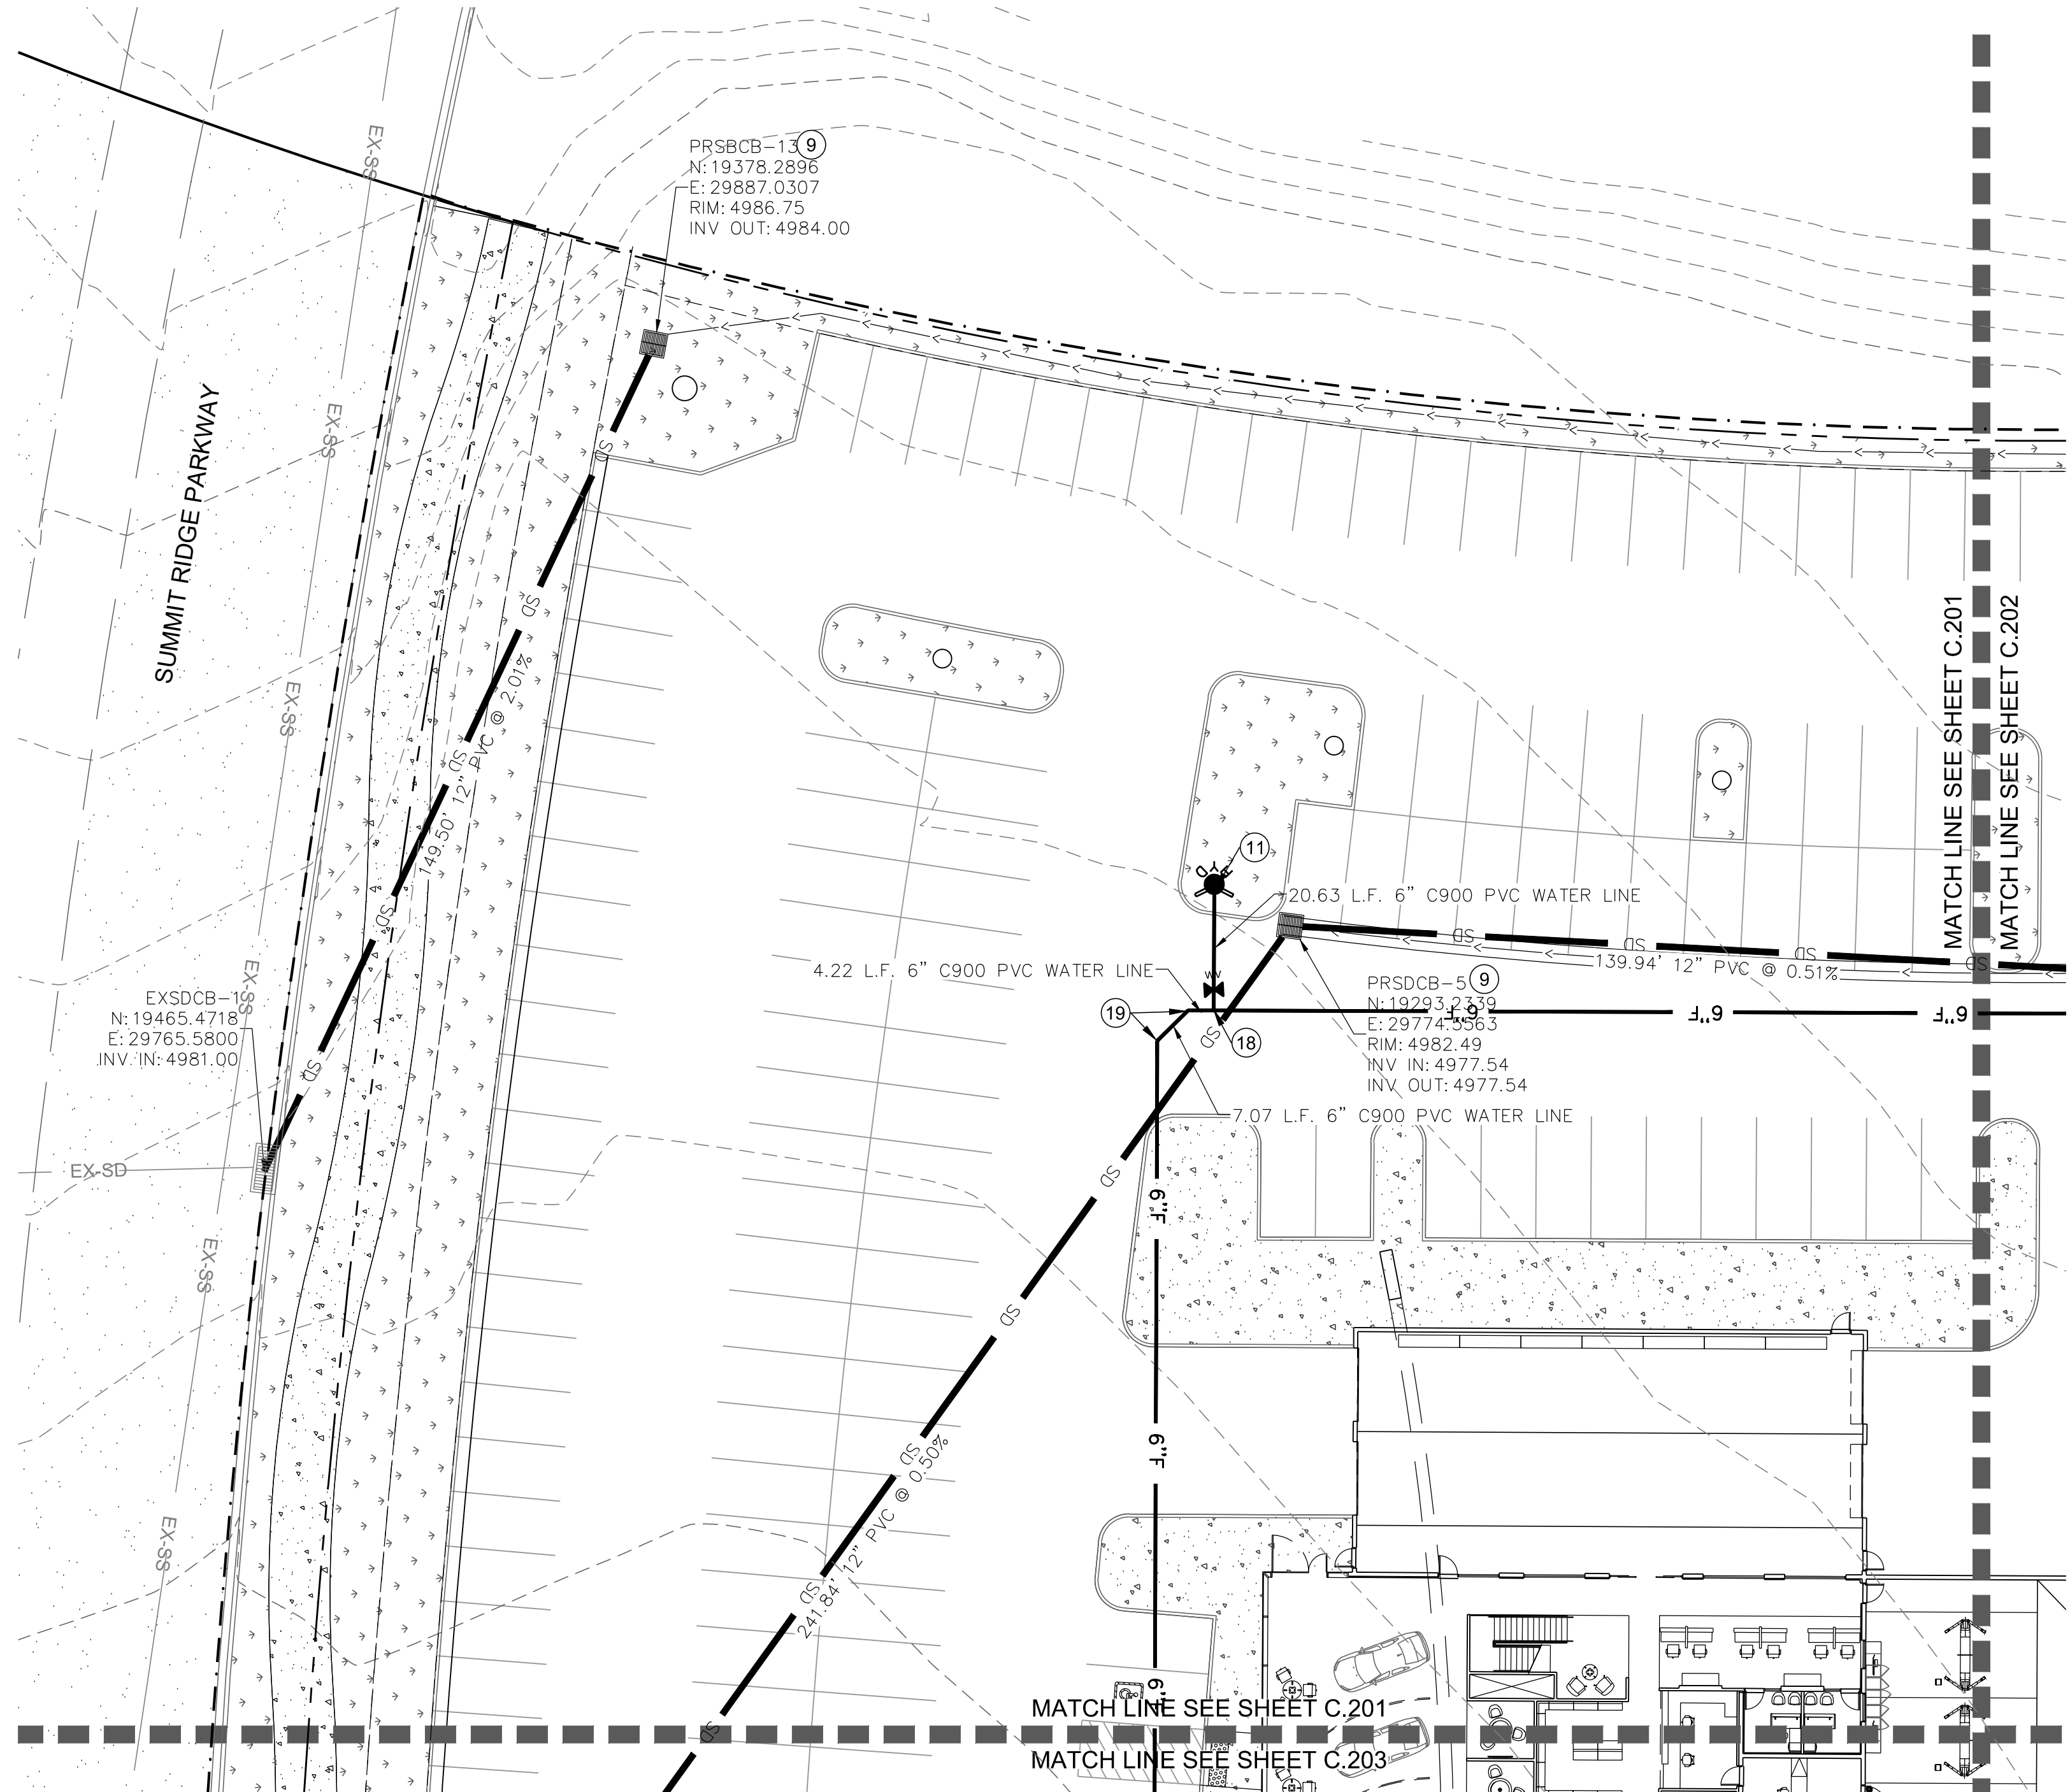 EX-SS
PRSBCB-13
9
N: 19378.2896
E: 29887.0307
RIM: 4986.75
INV OUT: 4984.00
EX-SS
SUMMIT RIDGE PARKWAY
SD
SD
149.50' 12" PVC @ 2.01%
SD
EX-SS
SD
MATCH LINE SEE SHEET C.201
MATCH LINE SEE SHEET C.202
HYD
11
20.63 L.F. 6" C900 PVC WATER LINE
SD
SD
SD
SD
139.94' 12" PVC @ 0.51%
EX-SS
4.22 L.F. 6" C900 PVC WATER LINE
WV
EXSDCB-1
N: 19465.4718
E: 29765.5800
INV IN: 4981.00
PRSDCB-5
9
N: 19293.2339
E: 29774.5563
RIM: 4982.49
INV IN: 4977.54
INV OUT: 4977.54
19
18
6"F
6"F
6"F
SD
SD
7.07 L.F. 6" C900 PVC WATER LINE
EX-SD
SD
6"F
EX-SS
SD
6"F
SD
241.84' 12" PVC @ 0.50%
EX-SS
SD
6"F
SD
MATCH LINE SEE SHEET C.201
MATCH LINE SEE SHEET C.203